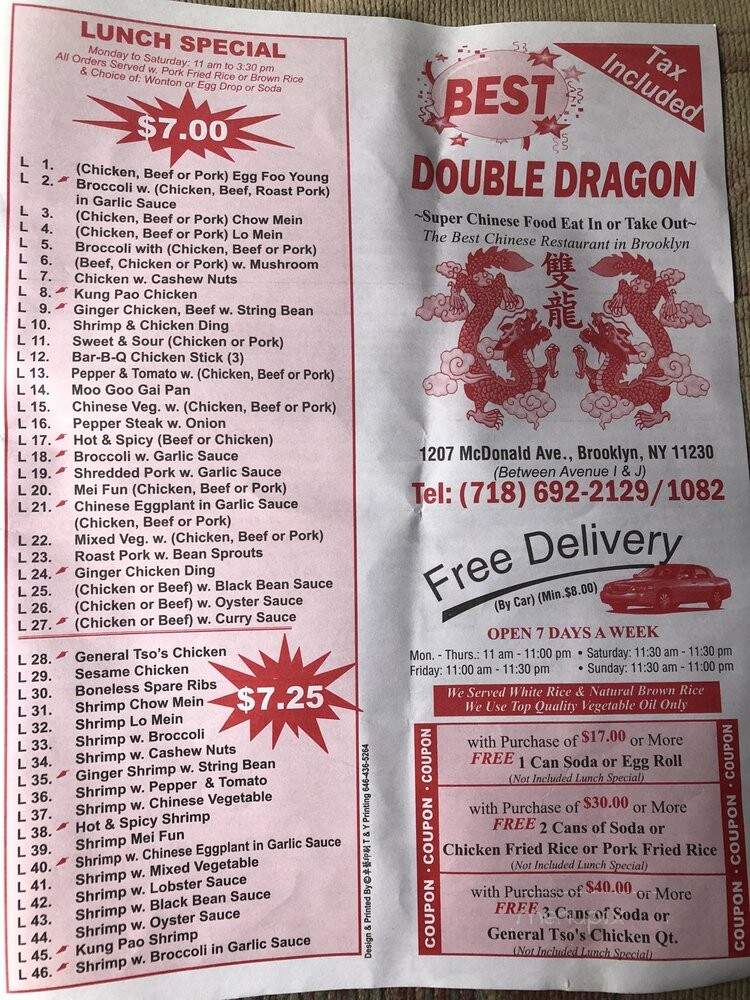 LUNCH SPECIAL
Monday to Saturday: 11 am to 3:30 pm
All Orders Served w. Pork Fried Rice or Brown Rice
& Choice of: Wonton or Egg Drop or Soda
$7.00
L 1. (Chicken, Beef or Pork) Egg Foo Young
L 2. Broccoli w. (Chicken, Beef, Roast Pork)
in Garlic Sauce
L 3. (Chicken, Beef or Pork) Chow Mein
L 4. (Chicken, Beef or Pork) Lo Mein
L 5. Broccoli with (Chicken, Beef or Pork)
L 6. (Beef, Chicken or Pork) w. Mushroom
L 7. Chicken w. Cashew Nuts
L 8. Kung Pao Chicken
L 9. Ginger Chicken, Beef w. String Bean
L 10. Shrimp & Chicken Ding
L 11. Sweet & Sour (Chicken or Pork)
L 12. Bar-B-Q Chicken Stick (3)
L 13. Pepper & Tomato w. (Chicken, Beef or Pork)
L 14. Moo Goo Gai Pan
L 15. Chinese Veg. w. (Chicken, Beef or Pork)
L 16. Pepper Steak w. Onion
L 17. Hot & Spicy (Beef or Chicken)
L 18. Broccoli w. Garlic Sauce
L 19. Shredded Pork w. Garlic Sauce
L 20. Mei Fun (Chicken, Beef or Pork)
L 21. Chinese Eggplant in Garlic Sauce
(Chicken, Beef or Pork)
L 22. Mixed Veg. w. (Chicken, Beef or Pork)
L 23. Roast Pork w. Bean Sprouts
L 24. Ginger Chicken Ding
L 25. (Chicken or Beef) w. Black Bean Sauce
L 26. (Chicken or Beef) w. Oyster Sauce
L 27. (Chicken or Beef) w. Curry Sauce
$7.25
L 28. General Tso's Chicken
L 29. Sesame Chicken
L 30. Boneless Spare Ribs
L 31. Shrimp Chow Mein
L 32. Shrimp Lo Mein
L 33. Shrimp w. Broccoli
L 34. Shrimp w. Cashew Nuts
L 35. Ginger Shrimp w. String Bean
L 36. Shrimp w. Pepper & Tomato
L 37. Shrimp w. Chinese Vegetable
L 38. Hot & Spicy Shrimp
L 39. Shrimp Mei Fun
L 40. Shrimp w. Chinese Eggplant in Garlic Sauce
L 41. Shrimp w. Mixed Vegetable
L 42. Shrimp w. Lobster Sauce
L 43. Shrimp w. Black Bean Sauce
L 44. Shrimp w. Oyster Sauce
L 45. Kung Pao Shrimp
L 46. Shrimp w. Broccoli in Garlic Sauce
Design & Printed By © T & Y Printing 646-436-5264
BEST
Tax
Included
DOUBLE DRAGON
~Super Chinese Food Eat In or Take Out~
The Best Chinese Restaurant in Brooklyn
雙龍
1207 McDonald Ave., Brooklyn, NY 11230
(Between Avenue I & J)
Tel: (718) 692-2129/1082
Free Delivery
(By Car) (Min.$8.00)
OPEN 7 DAYS A WEEK
Mon. - Thurs.: 11 am - 11:00 pm • Saturday: 11:30 am - 11:30 pm
Friday: 11:00 am - 11:30 pm • Sunday: 11:30 am - 11:00 pm
We Served White Rice & Natural Brown Rice
We Use Top Quality Vegetable Oil Only
COUPON · COUPON · COUPON
with Purchase of $17.00 or More
FREE 1 Can Soda or Egg Roll
(Not Included Lunch Special)
with Purchase of $30.00 or More
FREE 2 Cans of Soda or
Chicken Fried Rice or Pork Fried Rice
(Not Included Lunch Special)
with Purchase of $40.00 or More
FREE 3 Cans of Soda or
General Tso's Chicken Qt.
(Not Included Lunch Special)
COUPON · COUPON · COUPON